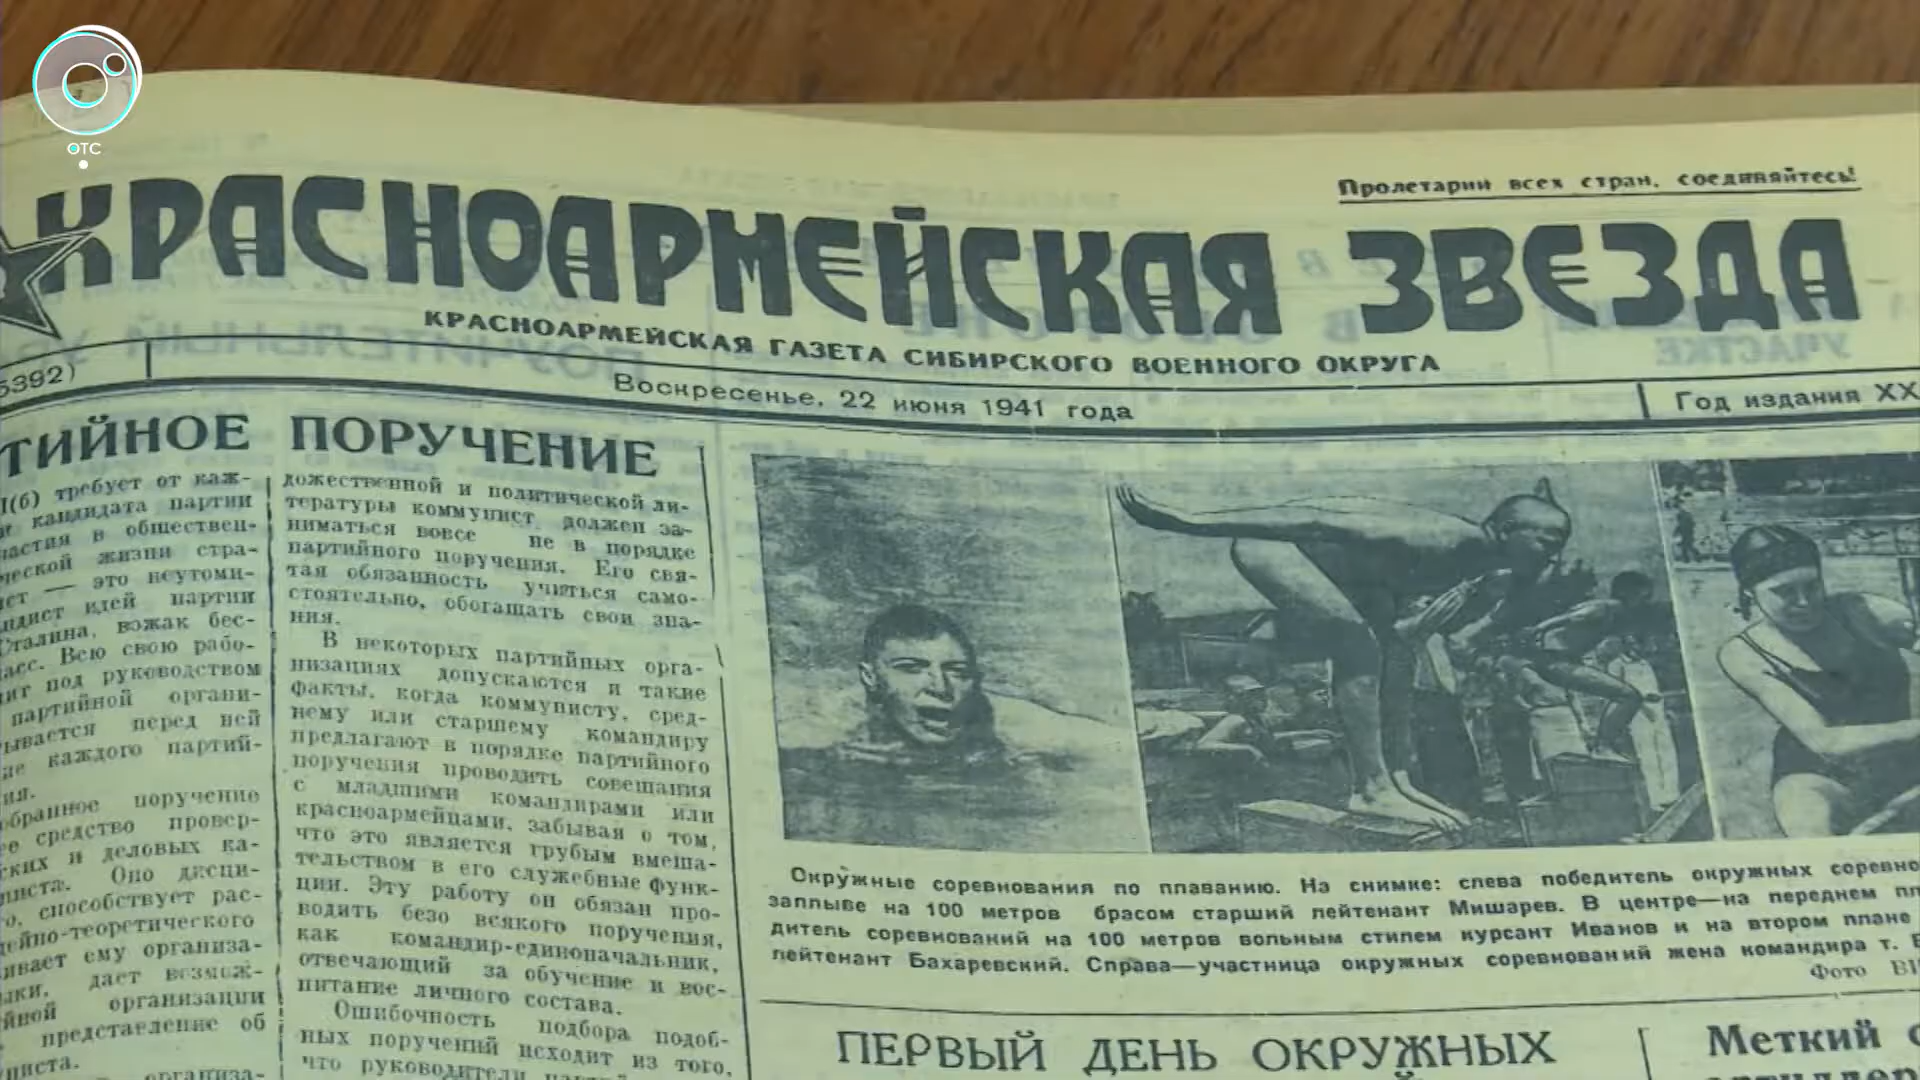 ОТС
Пролетарии всех стран, соединяйтесь!
КРАСНОАРМЕЙСКАЯ ЗВЕЗДА
КРАСНОАРМЕЙСКАЯ ГАЗЕТА СИБИРСКОГО ВОЕННОГО ОКРУГА
5392)
Воскресенье, 22 июня 1941 года
Год издания XX
ТИЙНОЕ ПОРУЧЕНИЕ
(б) требует от каж-
кандидата партии
в обществен-
жизни стра-
— это неутоми-
идей партии
Сталина, вожак бес-
Всю свою рабо-
под руководством
партийной органи-
перед ней
каждого партий-
поручение
средство провер-
и деловых ка-
Оно дисци-
способствует рас-
ему организа-
дает возмож-
организации
представление об
дожественной и политической ли-
тературы коммунист должен за-
ниматься вовсе не в порядке
партийного поручения. Его свя-
тая обязанность учиться само-
стоятельно, обогащать свои зна-
ния.
В некоторых партийных орга-
низациях допускаются и такие
факты, когда коммунисту, сред-
нему или старшему командиру
предлагают в порядке партийного
поручения проводить совещания
с младшими командирами или
красноармейцами, забывая о том,
что это является грубым вмеша-
тельством в его служебные функ-
ции. Эту работу он обязан про-
водить безо всякого поручения,
как командир-единоначальник,
отвечающий за обучение и вос-
питание личного состава.
Ошибочность подбора подоб-
ных поручений исходит из того,
что руководители
Окружные соревнования по плаванию. На снимке: слева победитель окружных соревно
заплыве на 100 метров брасом старший лейтенант Мишарев. В центре—на переднем пл
дитель соревнований на 100 метров вольным стилем курсант Иванов и на втором плане
лейтенант Бахаревский. Справа—участница окружных соревнований жена командира т.
Фото
ПЕРВЫЙ ДЕНЬ ОКРУЖНЫХ
Меткий